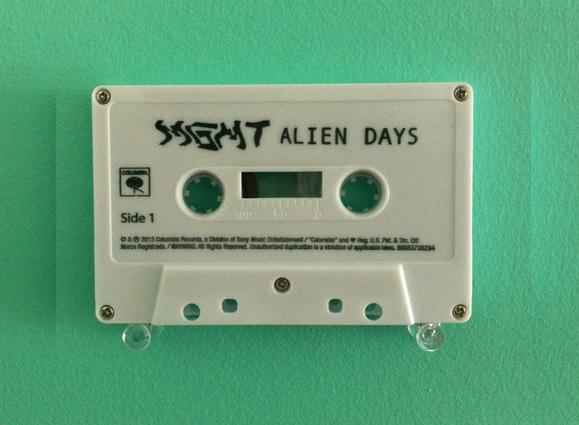 MGMT ALIEN DAYS
COLUMBIA
100 50 0
Side 1
© & ℗ 2013 Columbia Records, a Division of Sony Music Entertainment / "Columbia" and Reg. U.S. Pat. & Tm. Off.
Marca Registrada. / WARNING: All Rights Reserved. Unauthorized duplication is a violation of applicable laws. 88883708294